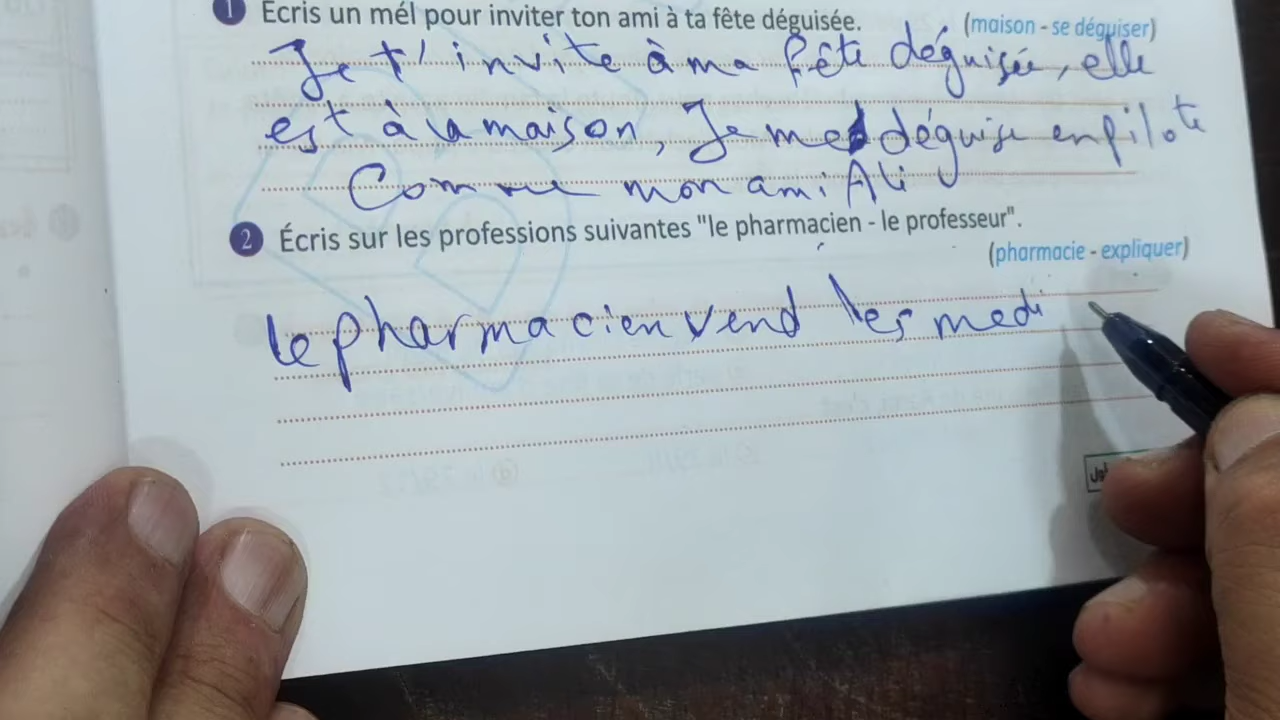 1 Écris un mél pour inviter ton ami à ta fête déguisée. (maison - se déguiser)
Je t'invite à ma fête déguisée, elle
est à la maison, Je me déguise en pilote
Comme mon ami Ali
2 Écris sur les professions suivantes "le pharmacien - le professeur".
(pharmacie - expliquer)
le pharmacien vend les medi